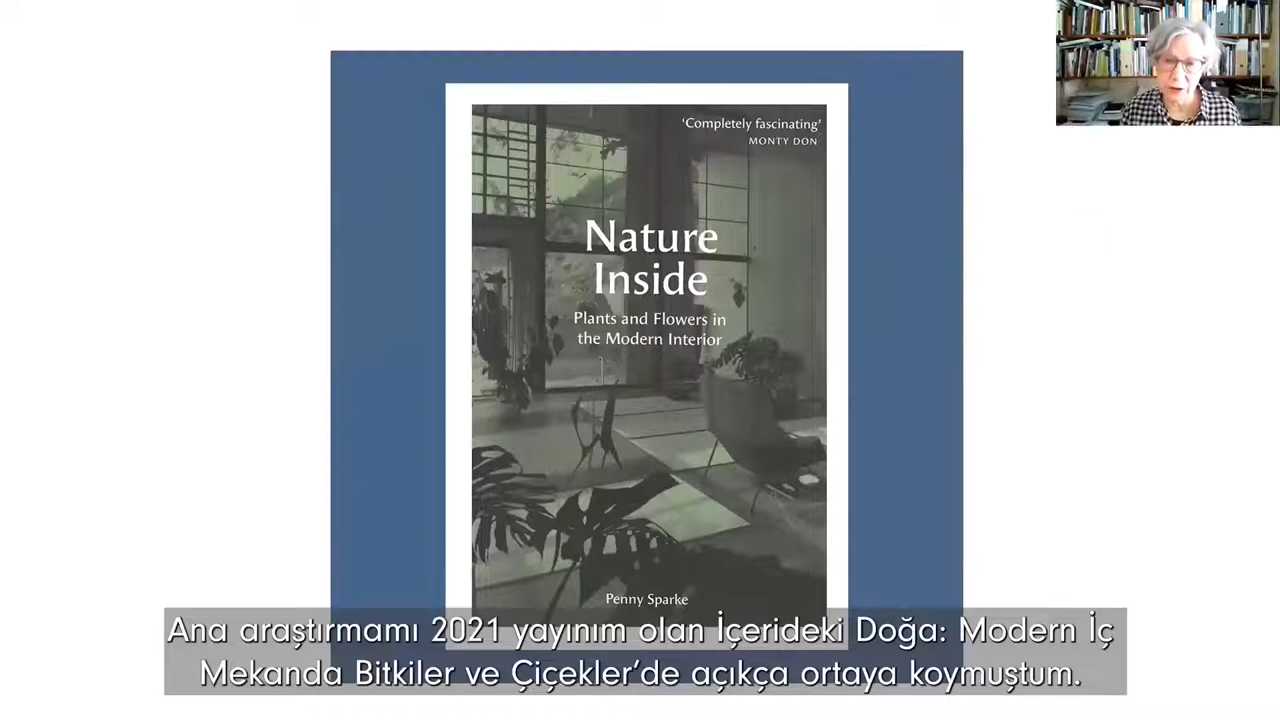 ‘Completely fascinating’
MONTY DON
Nature
Inside
Plants and Flowers in
the Modern Interior
Penny Sparke
Ana araştırmamı 2021 yayınım olan İçerideki Doğa: Modern İç
Mekanda Bitkiler ve Çiçekler’de açıkça ortaya koymuştum.